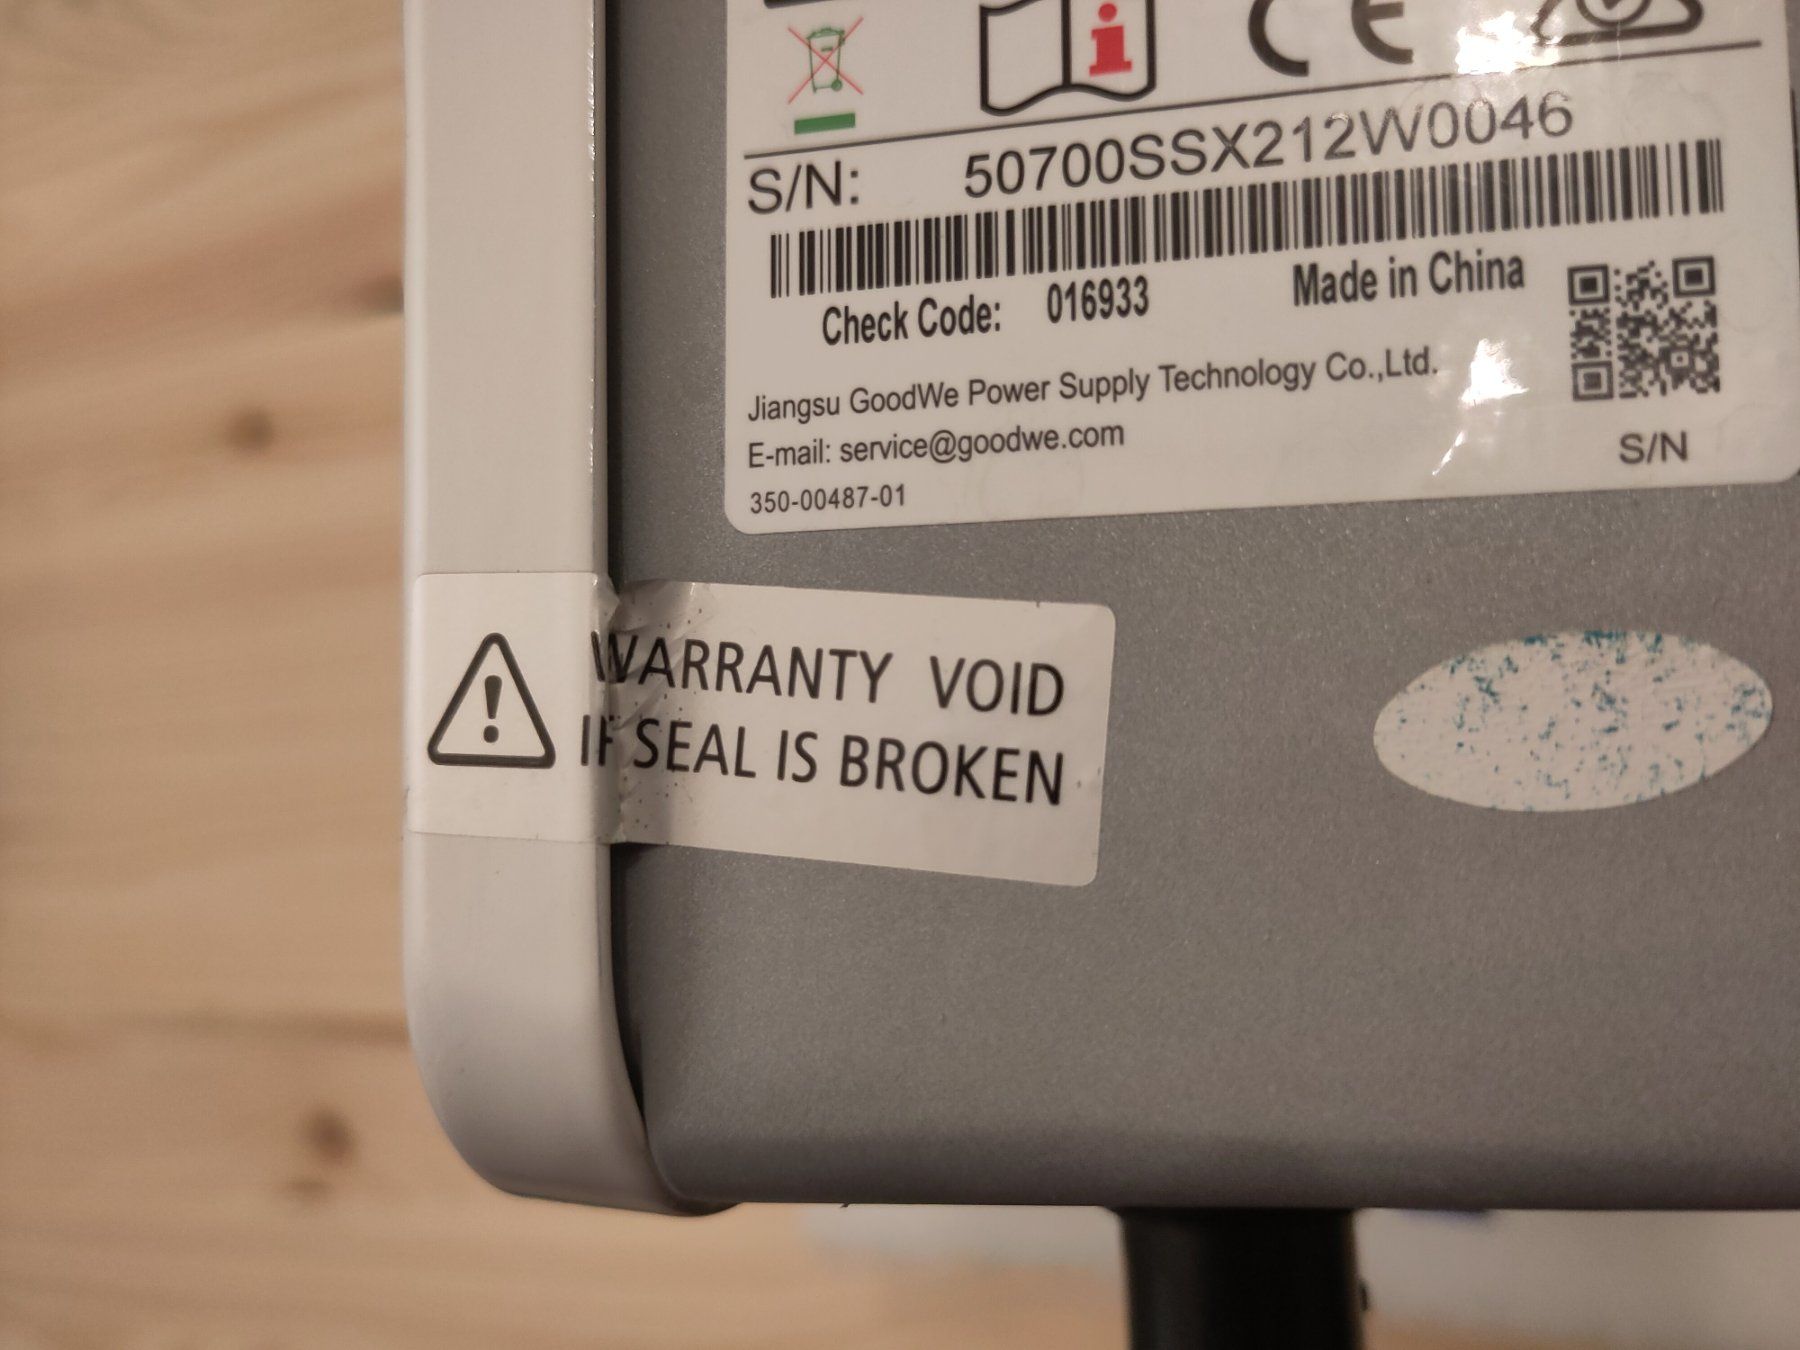 CE
S/N: 50700SSX212W0046
Check Code: 016933 Made in China
Jiangsu GoodWe Power Supply Technology Co.,Ltd.
E-mail: service@goodwe.com
S/N
350-00487-01
WARRANTY VOID
IF SEAL IS BROKEN